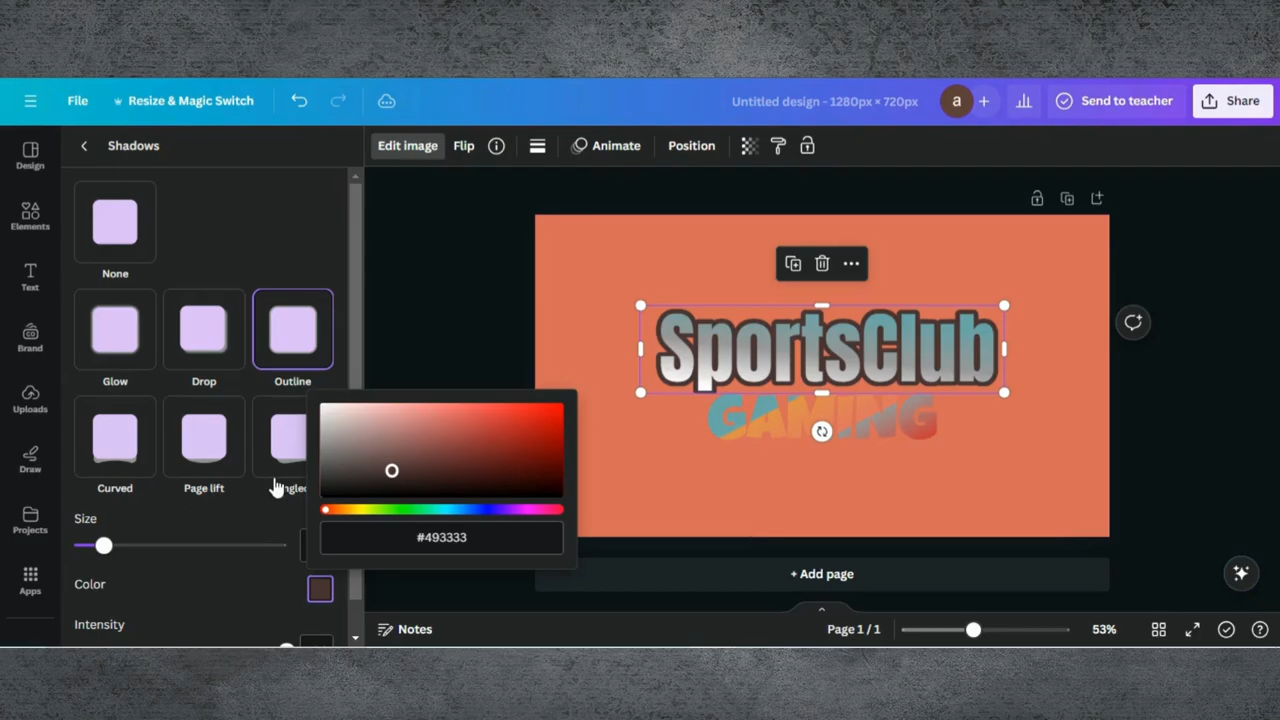 File
Resize & Magic Switch
Untitled design - 1280px × 720px
a
Send to teacher
Share
Design
Elements
Text
Brand
Uploads
Draw
Projects
Apps
Shadows
None
Glow
Drop
Outline
Curved
Page lift
Size
Color
Intensity
#493333
Edit image
Flip
Animate
Position
SportsClub
GAMING
+ Add page
Notes
Page 1 / 1
53%